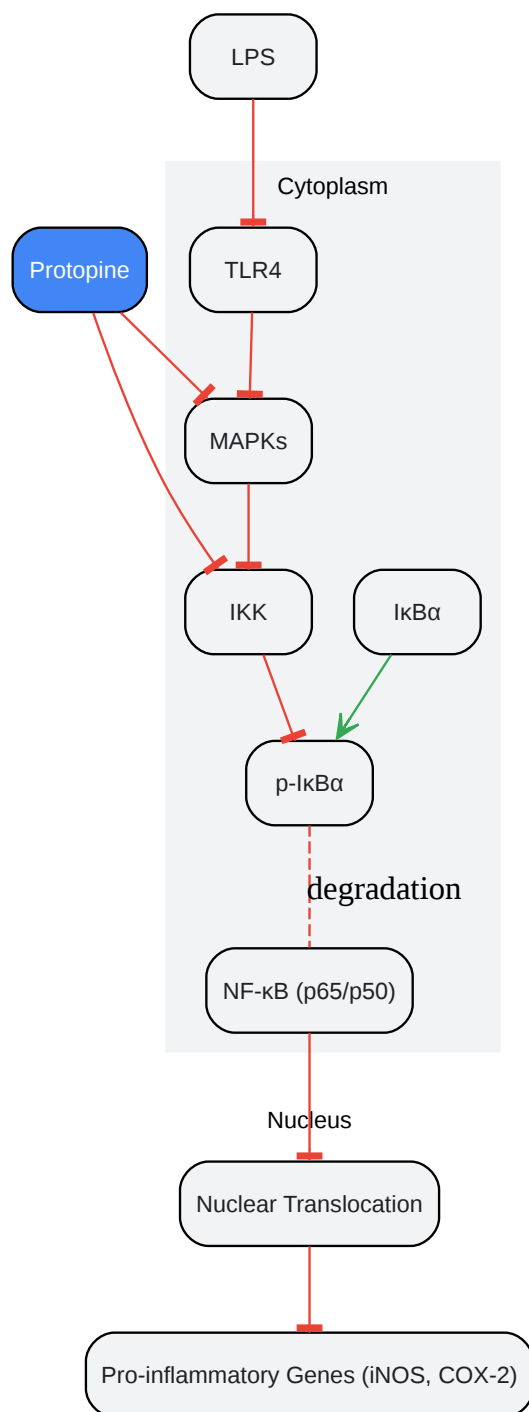 LPS
Cytoplasm
Protopine
TLR4
MAPKs
IKK
IκBα
p-IκBα
degradation
NF-κB (p65/p50)
Nucleus
Nuclear Translocation
Pro-inflammatory Genes (iNOS, COX-2)